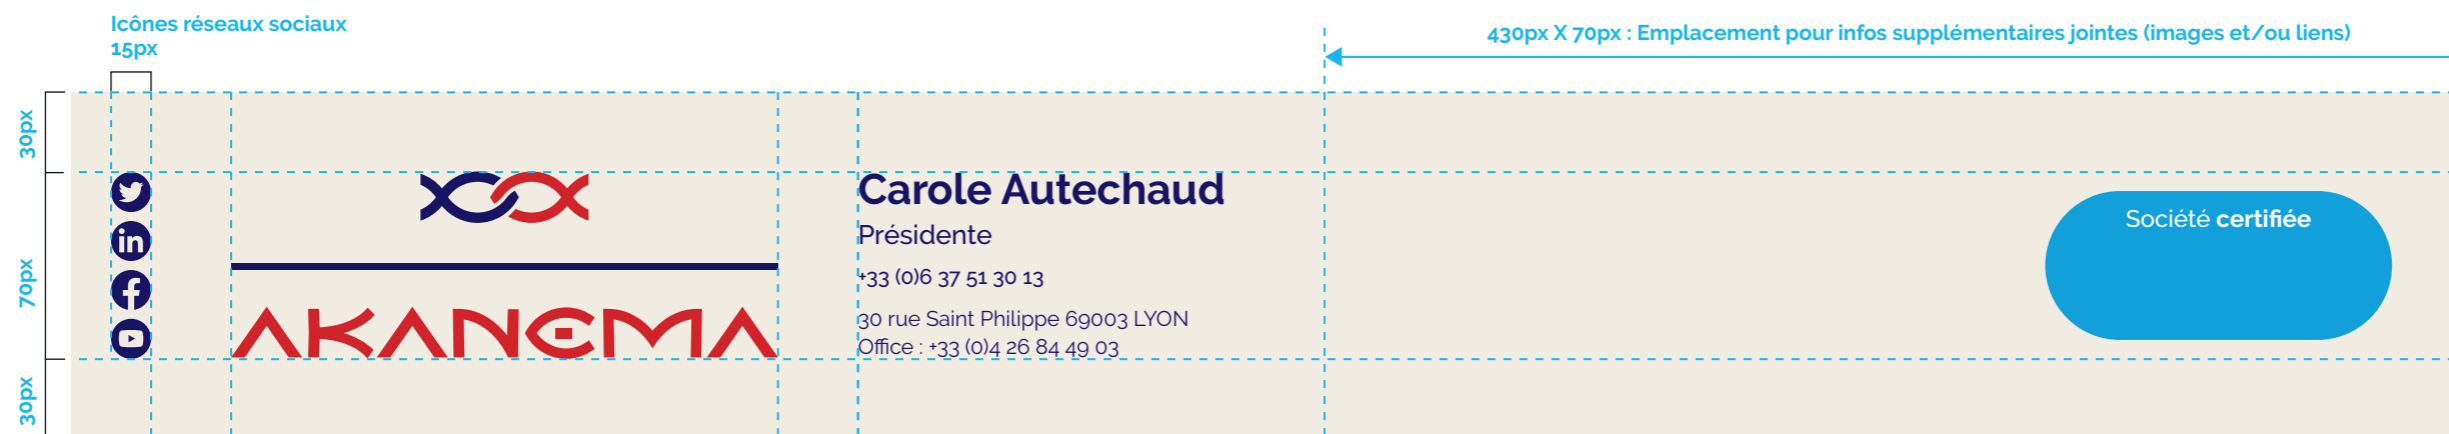 Icônes réseaux sociaux
15px
430px X 70px : Emplacement pour infos supplémentaires jointes (images et/ou liens)
30px
70px
30px
in
AKANEMA
Carole Autechaud
Présidente
+33 (0)6 37 51 30 13
30 rue Saint Philippe 69003 LYON
Office : +33 (0)4 26 84 49 03
Société certifiée